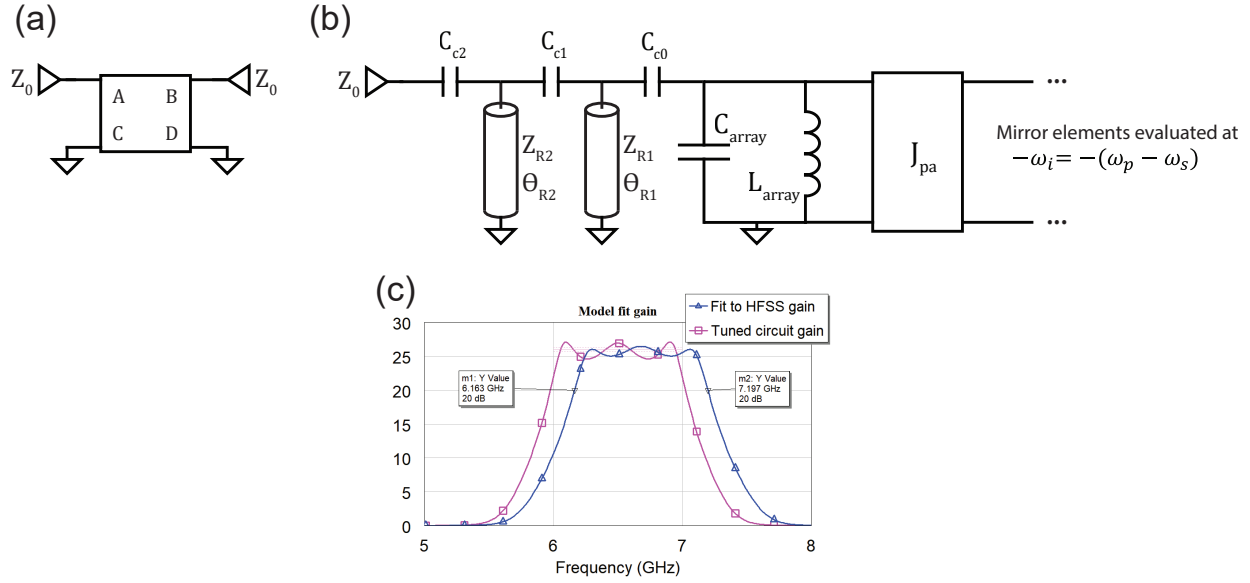 (a)
Z0
A B
C D
Z0
(b)
Z0
Cc2
Cc1
Cc0
ZR2
ΘR2
ZR1
ΘR1
Carray
Larray
Jpa
...
...
Mirror elements evaluated at
−ωi= −(ωp − ωs)
(c)
Model fit gain
Fit to HFSS gain
Tuned circuit gain
30
25
20
15
10
5
0
m1: Y Value
6.163 GHz
20 dB
m2: Y Value
7.197 GHz
20 dB
5 6 7 8
Frequency (GHz)